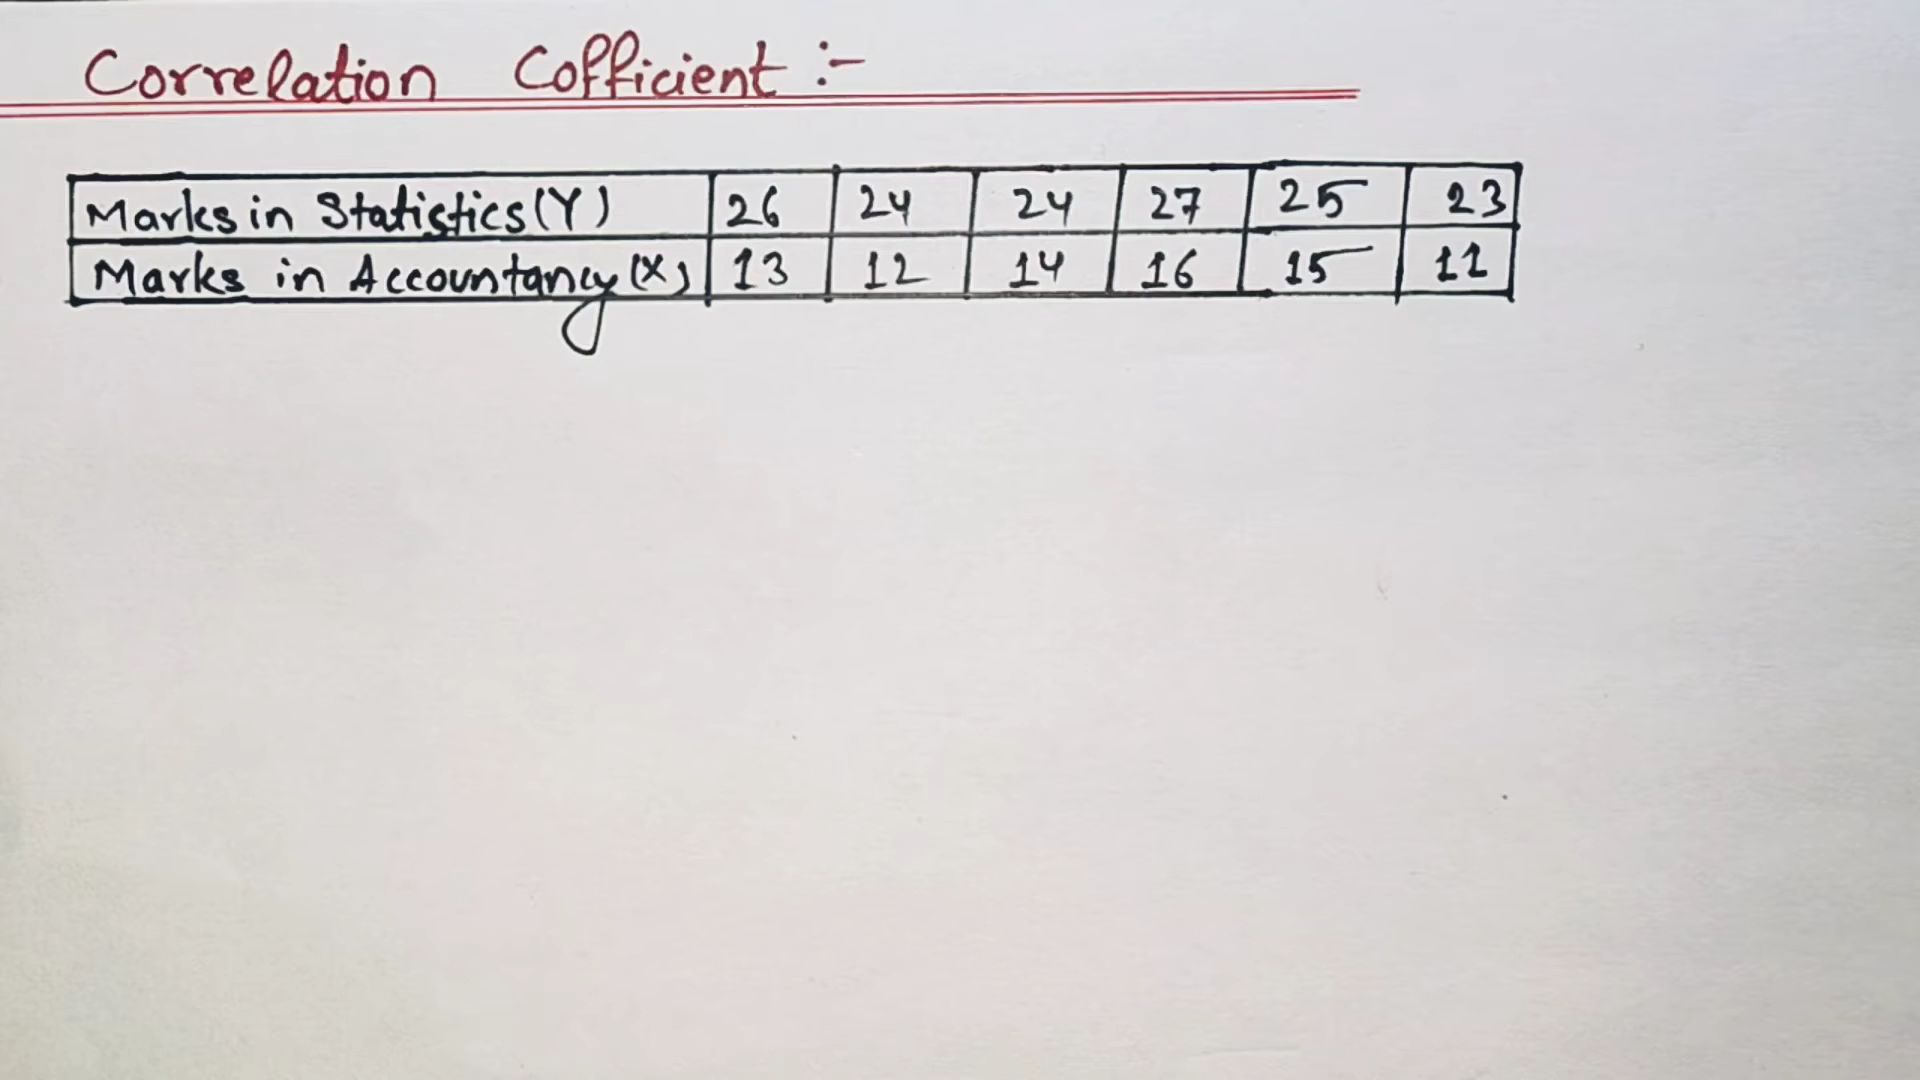 Correlation Cofficient :-
Marks in Statistics(Y) 26 24 24 27 25 23
Marks in Accountancy(X) 13 12 14 16 15 11